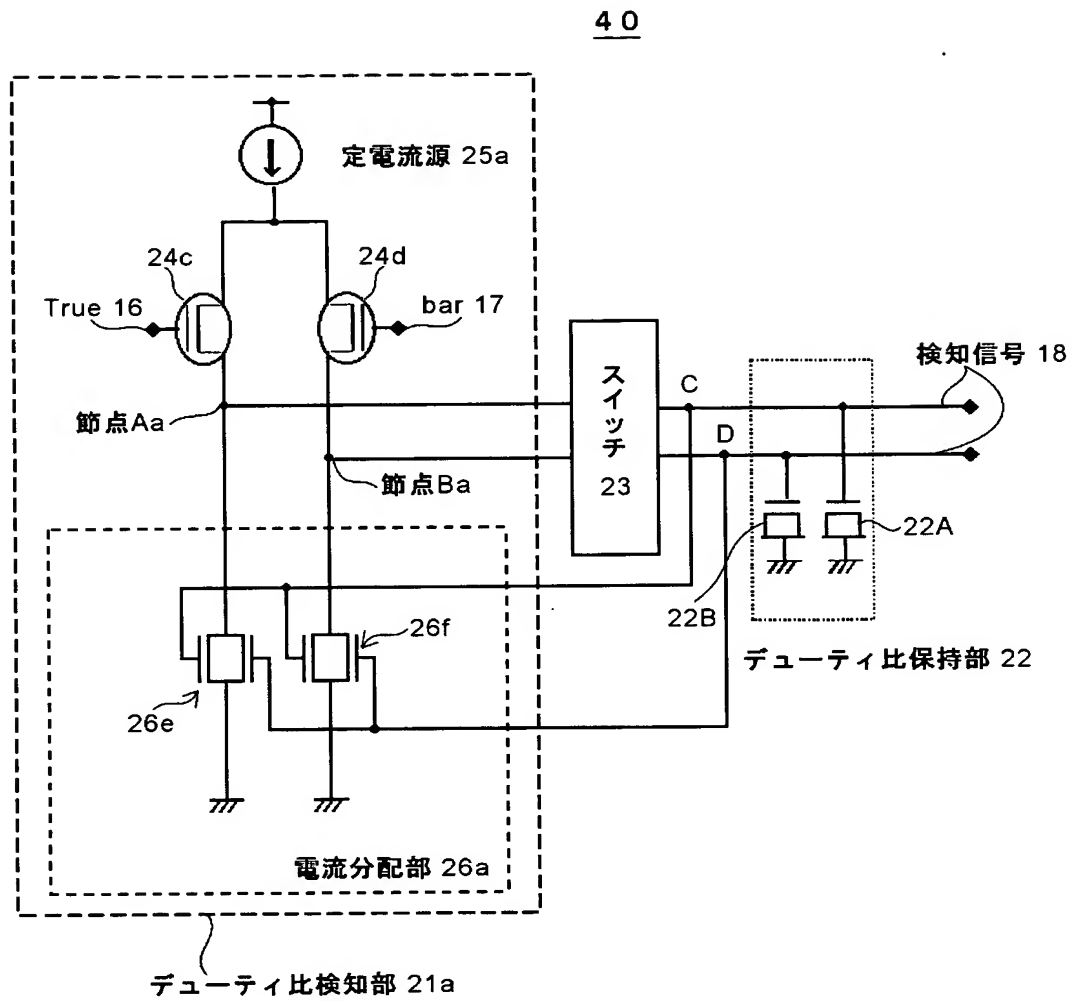 40
定電流源 25a
24c
24d
True 16
bar 17
検知信号 18
スイッチ
23
C
D
節点Aa
節点Ba
22A
22B
26f
デューティ比保持部 22
26e
電流分配部 26a
デューティ比検知部 21a